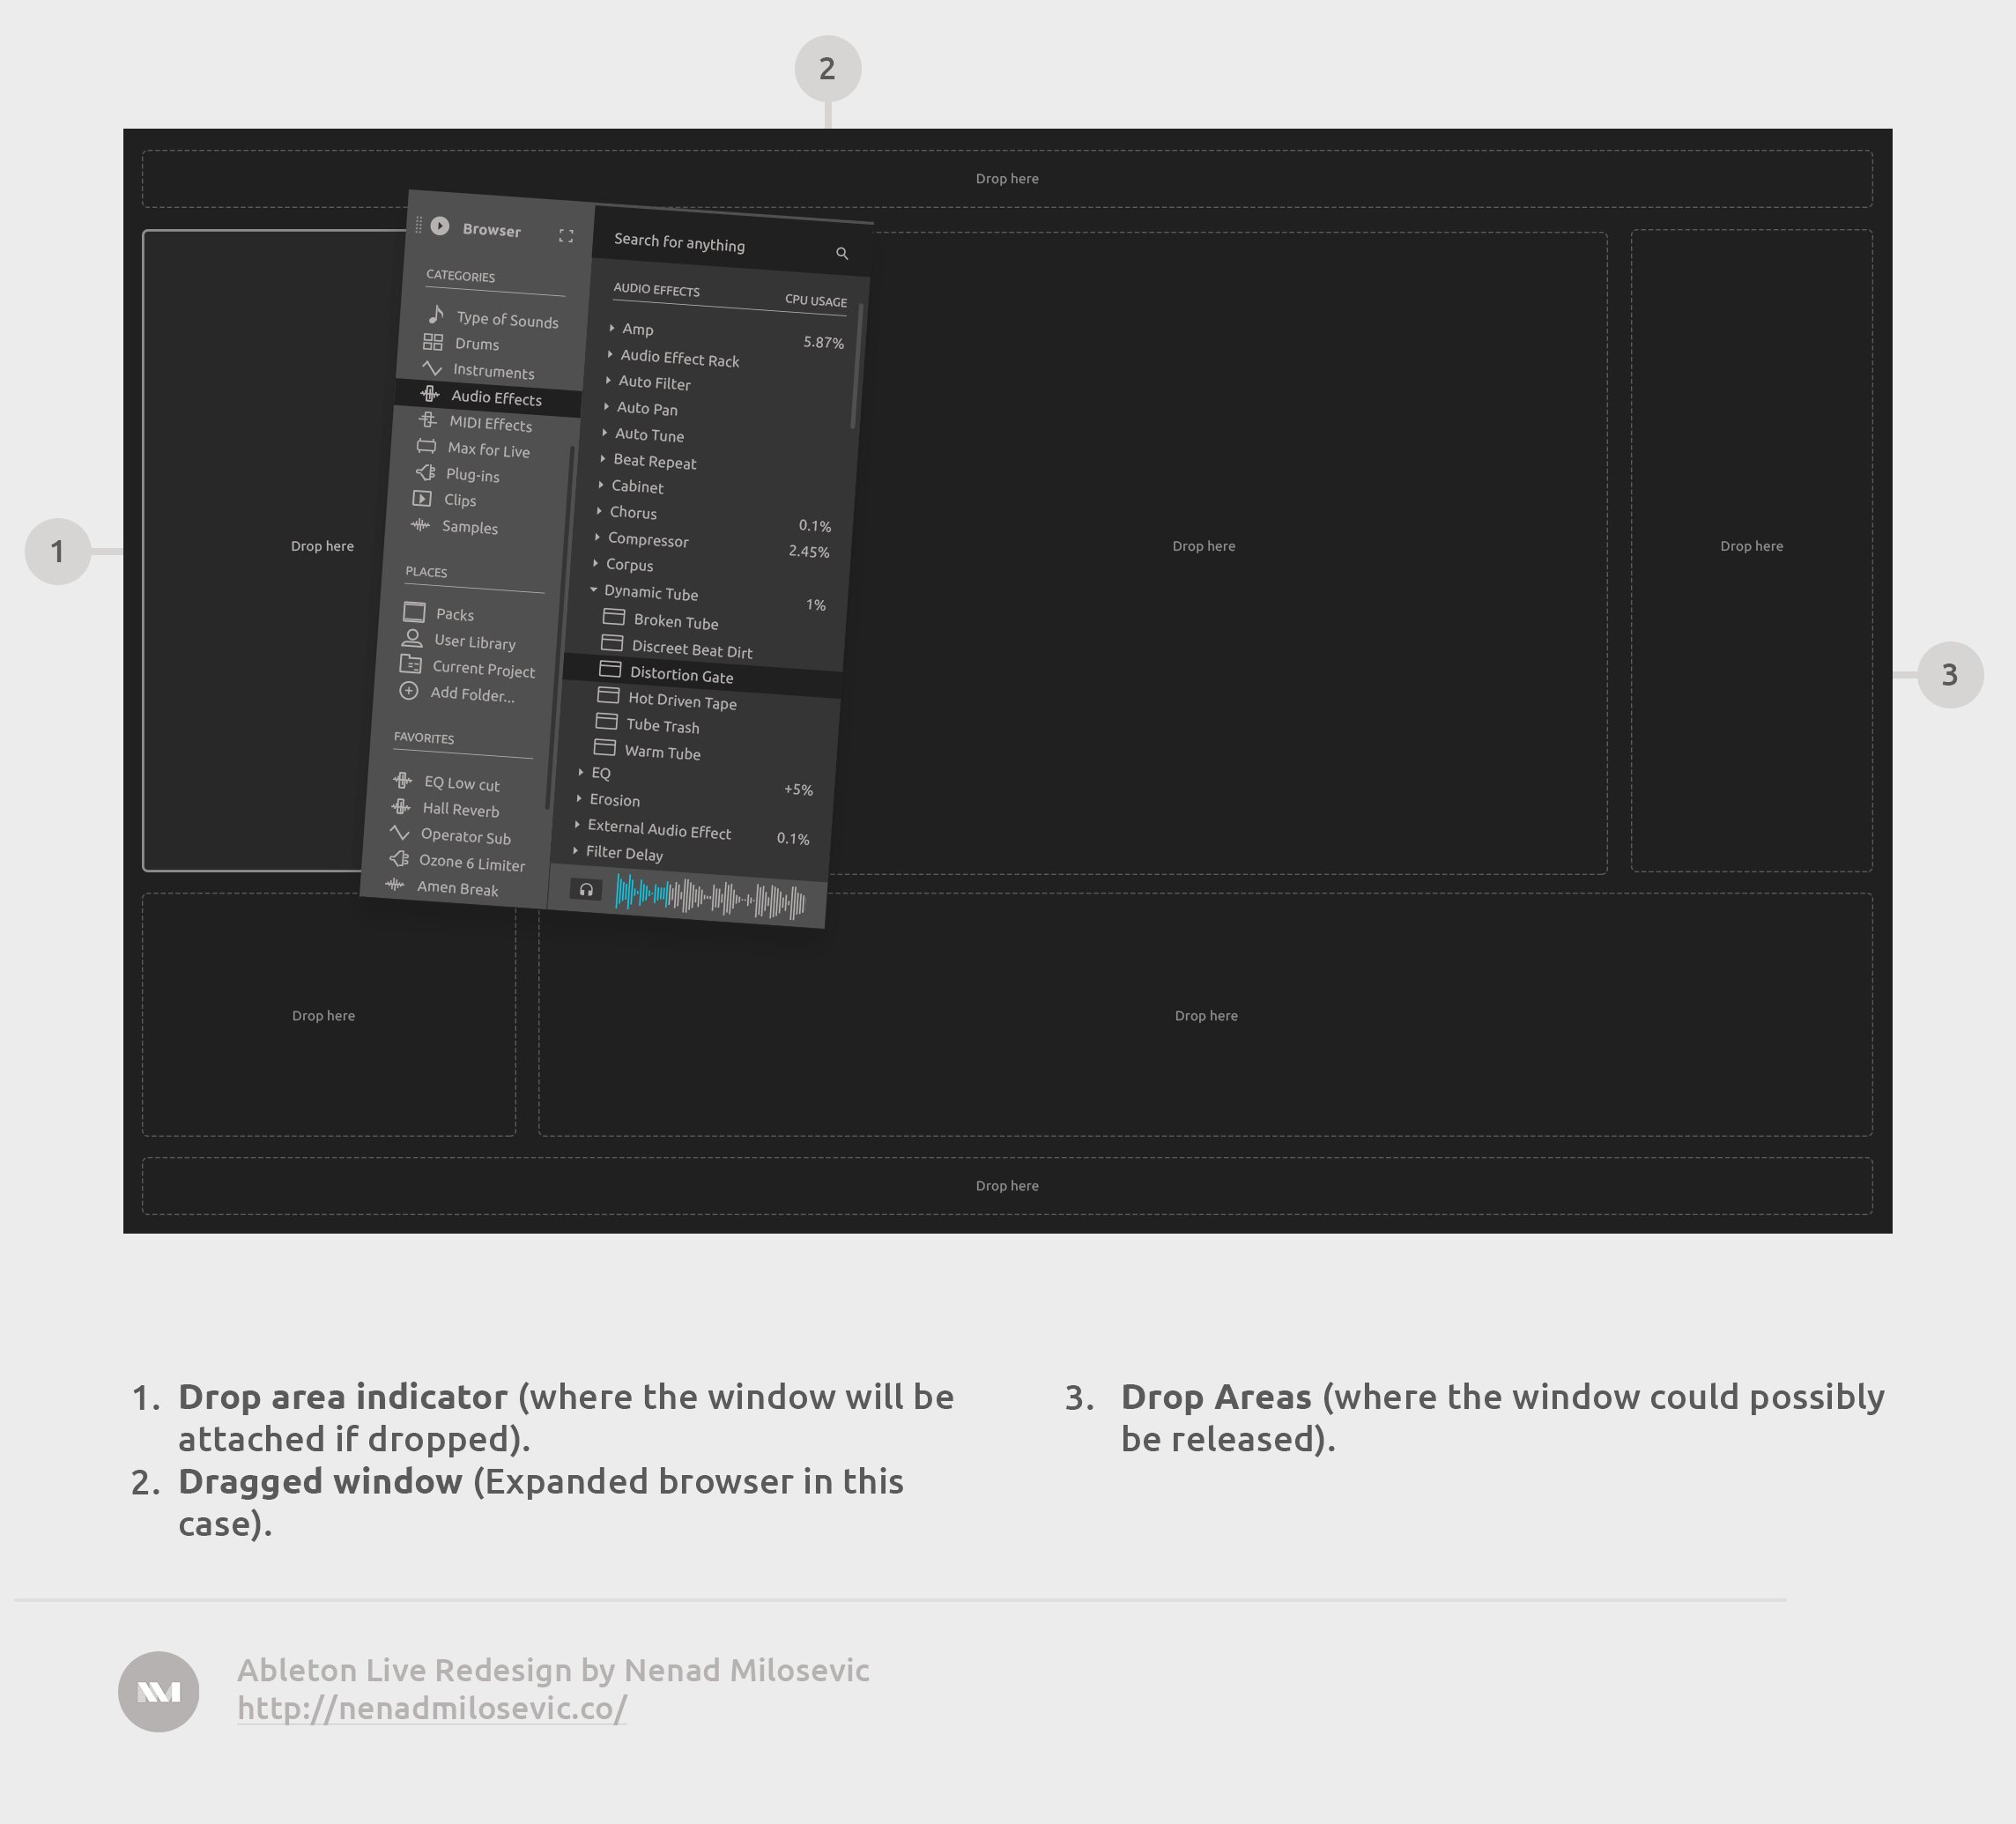 2
Drop here
Browser
Search for anything
CATEGORIES
Type of Sounds
Drums
Instruments
Audio Effects
MIDI Effects
Max for Live
Plug-ins
Clips
Samples
PLACES
Packs
User Library
Current Project
Add Folder...
FAVORITES
EQ Low cut
Hall Reverb
Operator Sub
Ozone 6 Limiter
Amen Break
AUDIO EFFECTS CPU USAGE
Amp 5.87%
Audio Effect Rack
Auto Filter
Auto Pan
Auto Tune
Beat Repeat
Cabinet
Chorus 0.1%
Compressor 2.45%
Corpus
Dynamic Tube 1%
Broken Tube
Discreet Beat Dirt
Distortion Gate
Hot Driven Tape
Tube Trash
Warm Tube
EQ +5%
Erosion
External Audio Effect 0.1%
Filter Delay
1
Drop here
Drop here
Drop here
3
Drop here
Drop here
Drop here
1. Drop area indicator (where the window will be
attached if dropped).
2. Dragged window (Expanded browser in this
case).
3. Drop Areas (where the window could possibly
be released).
Ableton Live Redesign by Nenad Milosevic
http://nenadmilosevic.co/